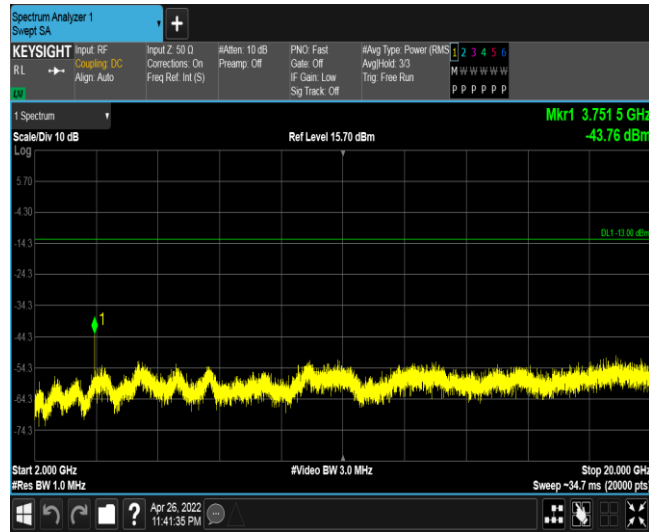 Spectrum Analyzer 1
Swept SA
+
KEYSIGHT Input: RF Input Z: 50 Ω #Atten: 10 dB PNO: Fast #Avg Type: Power (RMS 1 2 3 4 5 6
RL Coupling: DC Corrections: On Preamp: Off Gate: Off Avg|Hold: 3/3 M W W W W W
Align: Auto Freq Ref: Int (S) IF Gain: Low Trig: Free Run
Sig Track: Off P P P P P P
1 Spectrum Mkr1 3.751 5 GHz
Scale/Div 10 dB Ref Level 15.70 dBm -43.76 dBm
Log
5.70
-4.30
DL1 -13.00 dBm
-14.3
-24.3
-34.3
1
-44.3
-54.3
-64.3
-74.3
Start 2.000 GHz #Video BW 3.0 MHz Stop 20.000 GHz
#Res BW 1.0 MHz Sweep ~34.7 ms (20000 pts)
? Apr 26, 2022
11:41:35 PM